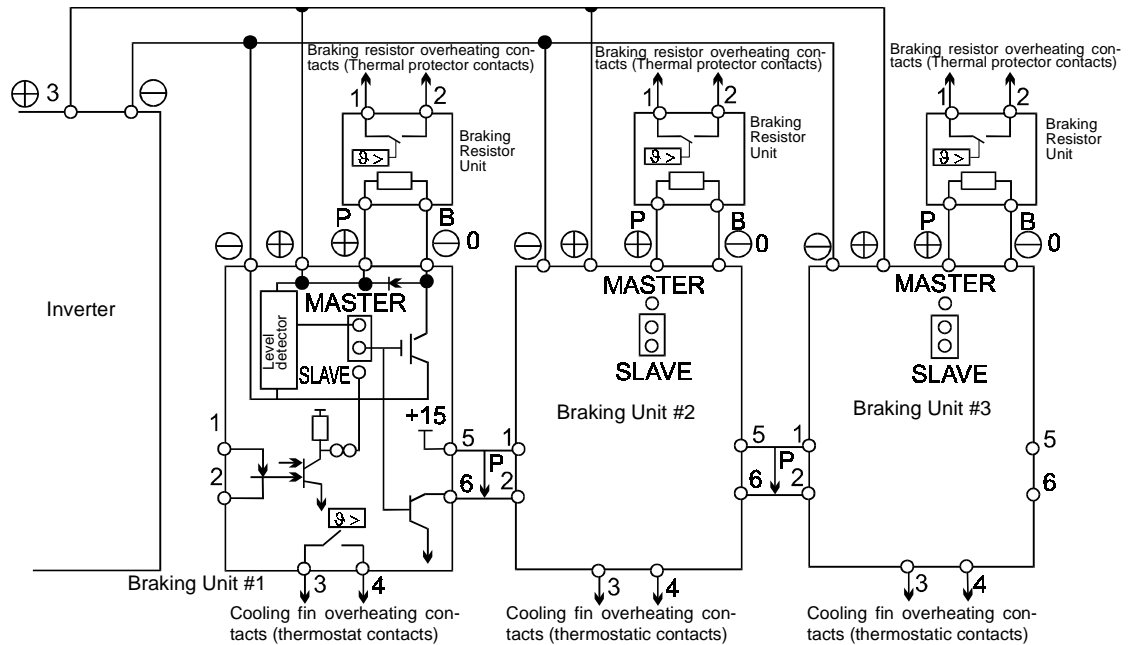 Braking resistor overheating con-
tacts (Thermal protector contacts)
Braking resistor overheating con-
tacts (Thermal protector contacts)
Braking resistor overheating con-
tacts (Thermal protector contacts)
⊕ 3 ⊖
1 2
1 2
1 2
Braking
Resistor
Unit
Braking
Resistor
Unit
Braking
Resistor
Unit
ϑ >
ϑ >
ϑ >
P B
P B
P B
⊖ ⊕ ⊕ ⊖ 0
⊖ ⊕ ⊕ ⊖ 0
⊖ ⊕ ⊕ ⊖ 0
Inverter
MASTER
Level
detector
SLAVE
MASTER
SLAVE
MASTER
SLAVE
Braking Unit #2
Braking Unit #3
+15
1
2
5 1
P
6 2
5 1
P
6 2
5
6
ϑ >
Braking Unit #1
3 4
3 4
3 4
Cooling fin overheating con-
tacts (thermostat contacts)
Cooling fin overheating con-
tacts (thermostatic contacts)
Cooling fin overheating con-
tacts (thermostatic contacts)